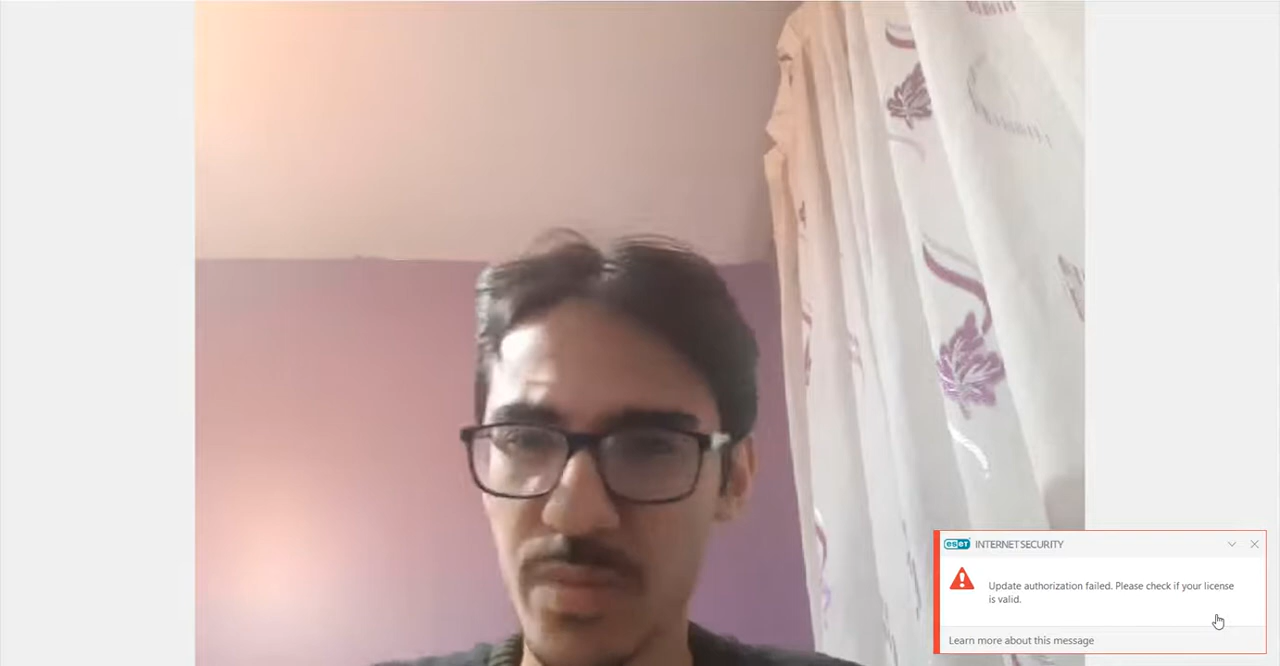 eset INTERNET SECURITY
Update authorization failed. Please check if your license
is valid.
Learn more about this message